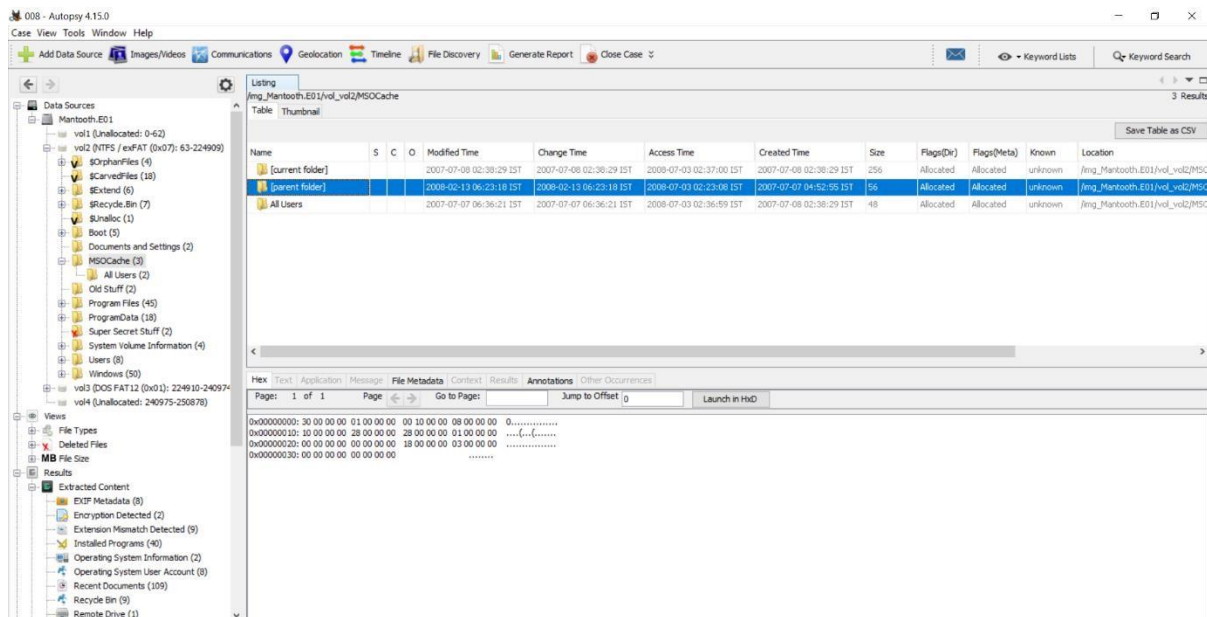 008 - Autopsy 4.15.0
Case View Tools Window Help
Add Data Source Images/Videos Communications Geolocation Timeline File Discovery Generate Report Close Case Keyword Lists Keyword Search
Data Sources
Mantooth.E01
vol1 (Unallocated: 0-62)
vol2 (NTFS / exFAT (0x07): 63-224909)
$OrphanFiles (4)
$CarvedFiles (18)
$Extend (6)
$Recycle.Bin (7)
$Unalloc (1)
Boot (5)
Documents and Settings (2)
MSOCache (3)
All Users (2)
Old Stuff (2)
Program Files (45)
ProgramData (18)
Super Secret Stuff (2)
System Volume Information (4)
Users (8)
Windows (50)
vol3 (DOS FAT12 (0x01): 224910-240974
vol4 (Unallocated: 240975-250878)
Views
File Types
Deleted Files
MB File Size
Results
Extracted Content
EXIF Metadata (8)
Encryption Detected (2)
Extension Mismatch Detected (9)
Installed Programs (40)
Operating System Information (2)
Operating System User Account (8)
Recent Documents (109)
Recycle Bin (9)
Remote Drive (1)
Listing
/img_Mantooth.E01/vol_vol2/MSOCache 3 Results
Table Thumbnail
Save Table as CSV
Name S C O Modified Time Change Time Access Time Created Time Size Flags(Dir) Flags(Meta) Known Location
[current folder] 2007-07-08 02:38:29 IST 2007-07-08 02:38:29 IST 2008-07-03 02:37:00 IST 2007-07-08 02:38:29 IST 256 Allocated Allocated unknown /img_Mantooth.E01/vol_vol2/MSO
[parent folder] 2008-02-13 06:23:18 IST 2008-02-13 06:23:18 IST 2008-07-03 02:23:08 IST 2007-07-07 04:52:55 IST 56 Allocated Allocated unknown /img_Mantooth.E01/vol_vol2/MSO
All Users 2007-07-07 06:36:21 IST 2007-07-07 06:36:21 IST 2008-07-03 02:36:59 IST 2007-07-08 02:38:29 IST 48 Allocated Allocated unknown /img_Mantooth.E01/vol_vol2/MSO
Hex Text Application Message File Metadata Context Results Annotations Other Occurrences
Page: 1 of 1 Page Go to Page: Jump to Offset 0 Launch in HxD
0x00000000: 30 00 00 00 01 00 00 00 00 10 00 00 08 00 00 00 0...............
0x00000010: 10 00 00 00 28 00 00 00 28 00 00 00 01 00 00 00 ....(...(.......
0x00000020: 00 00 00 00 00 00 00 00 18 00 00 00 03 00 00 00 ................
0x00000030: 00 00 00 00 00 00 00 00 ........